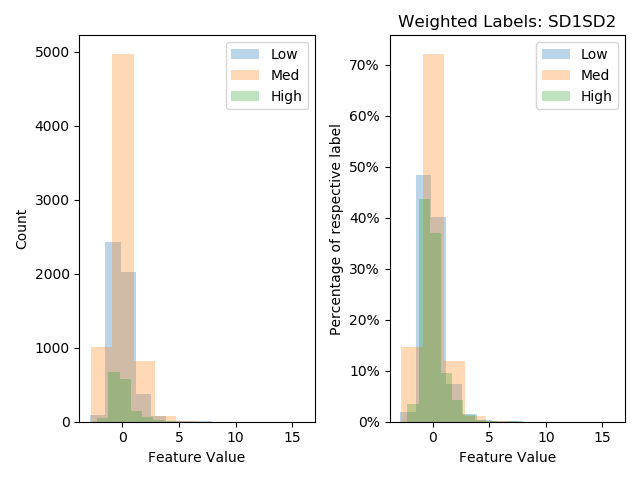 Weighted Labels: SD1SD2
5000
4000
3000
2000
1000
0
Count
0 5 10 15
Feature Value
Low
Med
High
70%
60%
50%
40%
30%
20%
10%
0%
Percentage of respective label
0 5 10 15
Feature Value
Low
Med
High